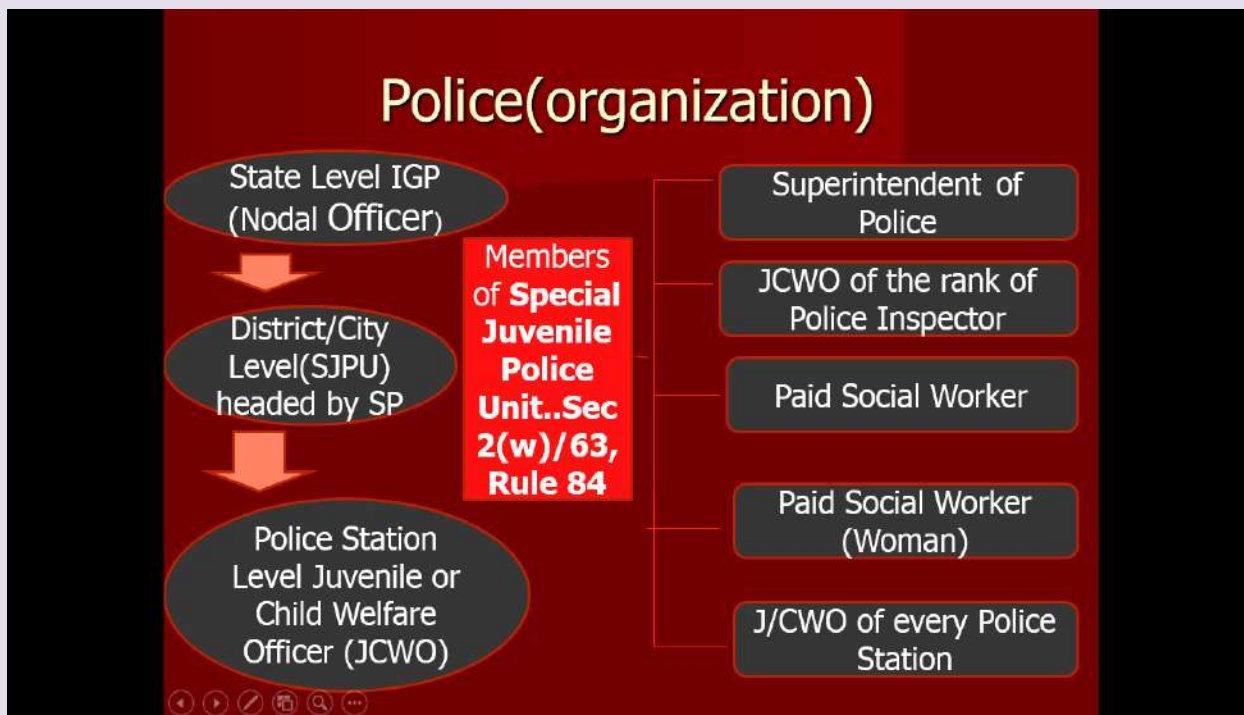 Police(organization)
State Level IGP
(Nodal Officer)
District/City
Level(SJPU)
headed by SP
Police Station
Level Juvenile or
Child Welfare
Officer (JCWO)
Members
of Special
Juvenile
Police
Unit..Sec
2(w)/63,
Rule 84
Superintendent of
Police
JCWO of the rank of
Police Inspector
Paid Social Worker
Paid Social Worker
(Woman)
J/CWO of every Police
Station